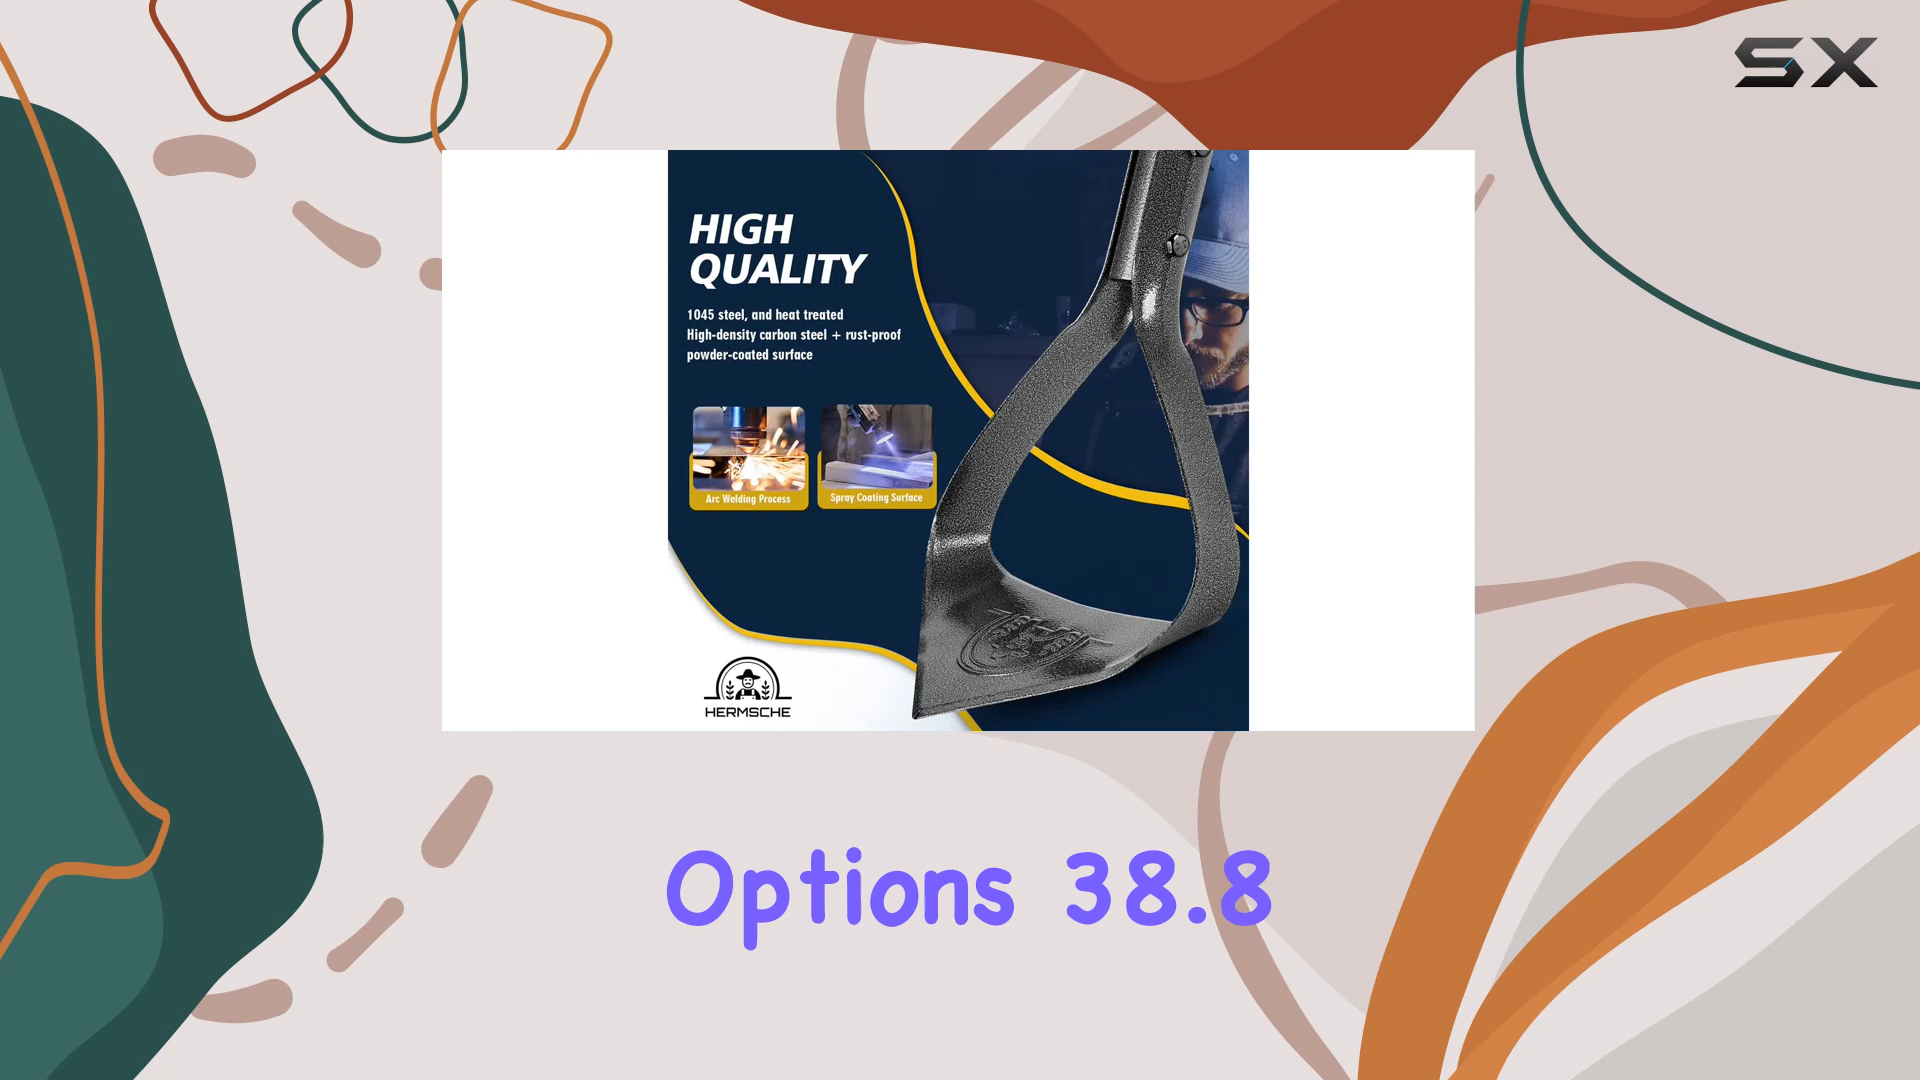 SX
HIGH
QUALITY
1045 steel, and heat treated
High-density carbon steel + rust-proof
powder-coated surface
Arc Welding Process
Spray Coating Surface
HERMSCHE
Options 38.8